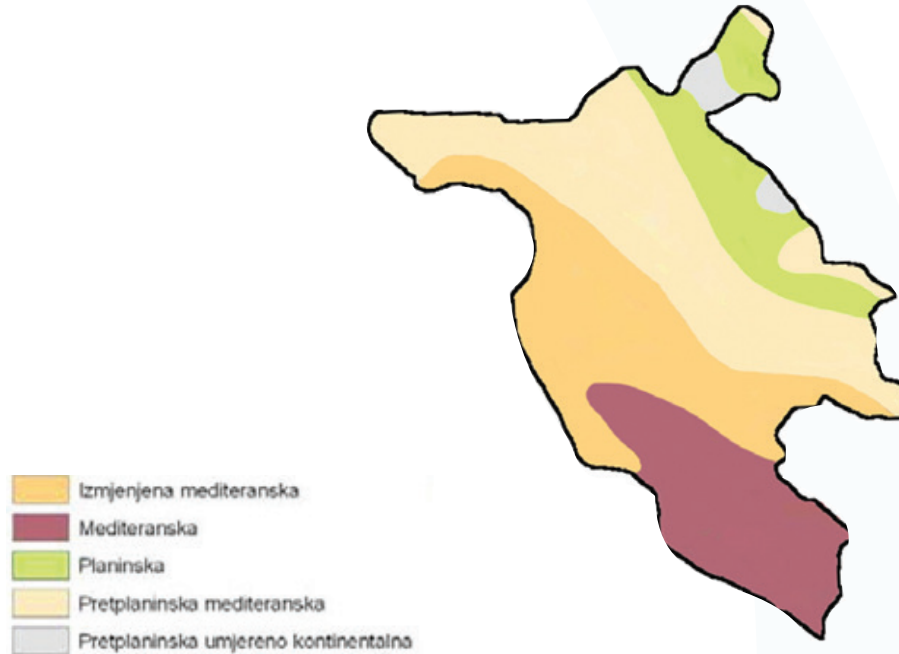 Izmjenjena mediteranska
Mediteranska
Planinska
Pretplaninska mediteranska
Pretplaninska umjereno kontinentalna